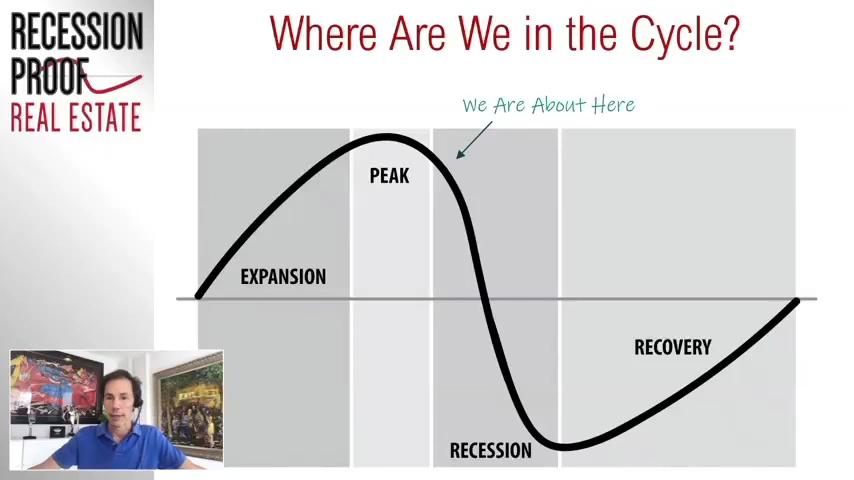 RECESSION
PROOF
REAL ESTATE
Where Are We in the Cycle?
We Are About Here
PEAK
EXPANSION
RECOVERY
RECESSION